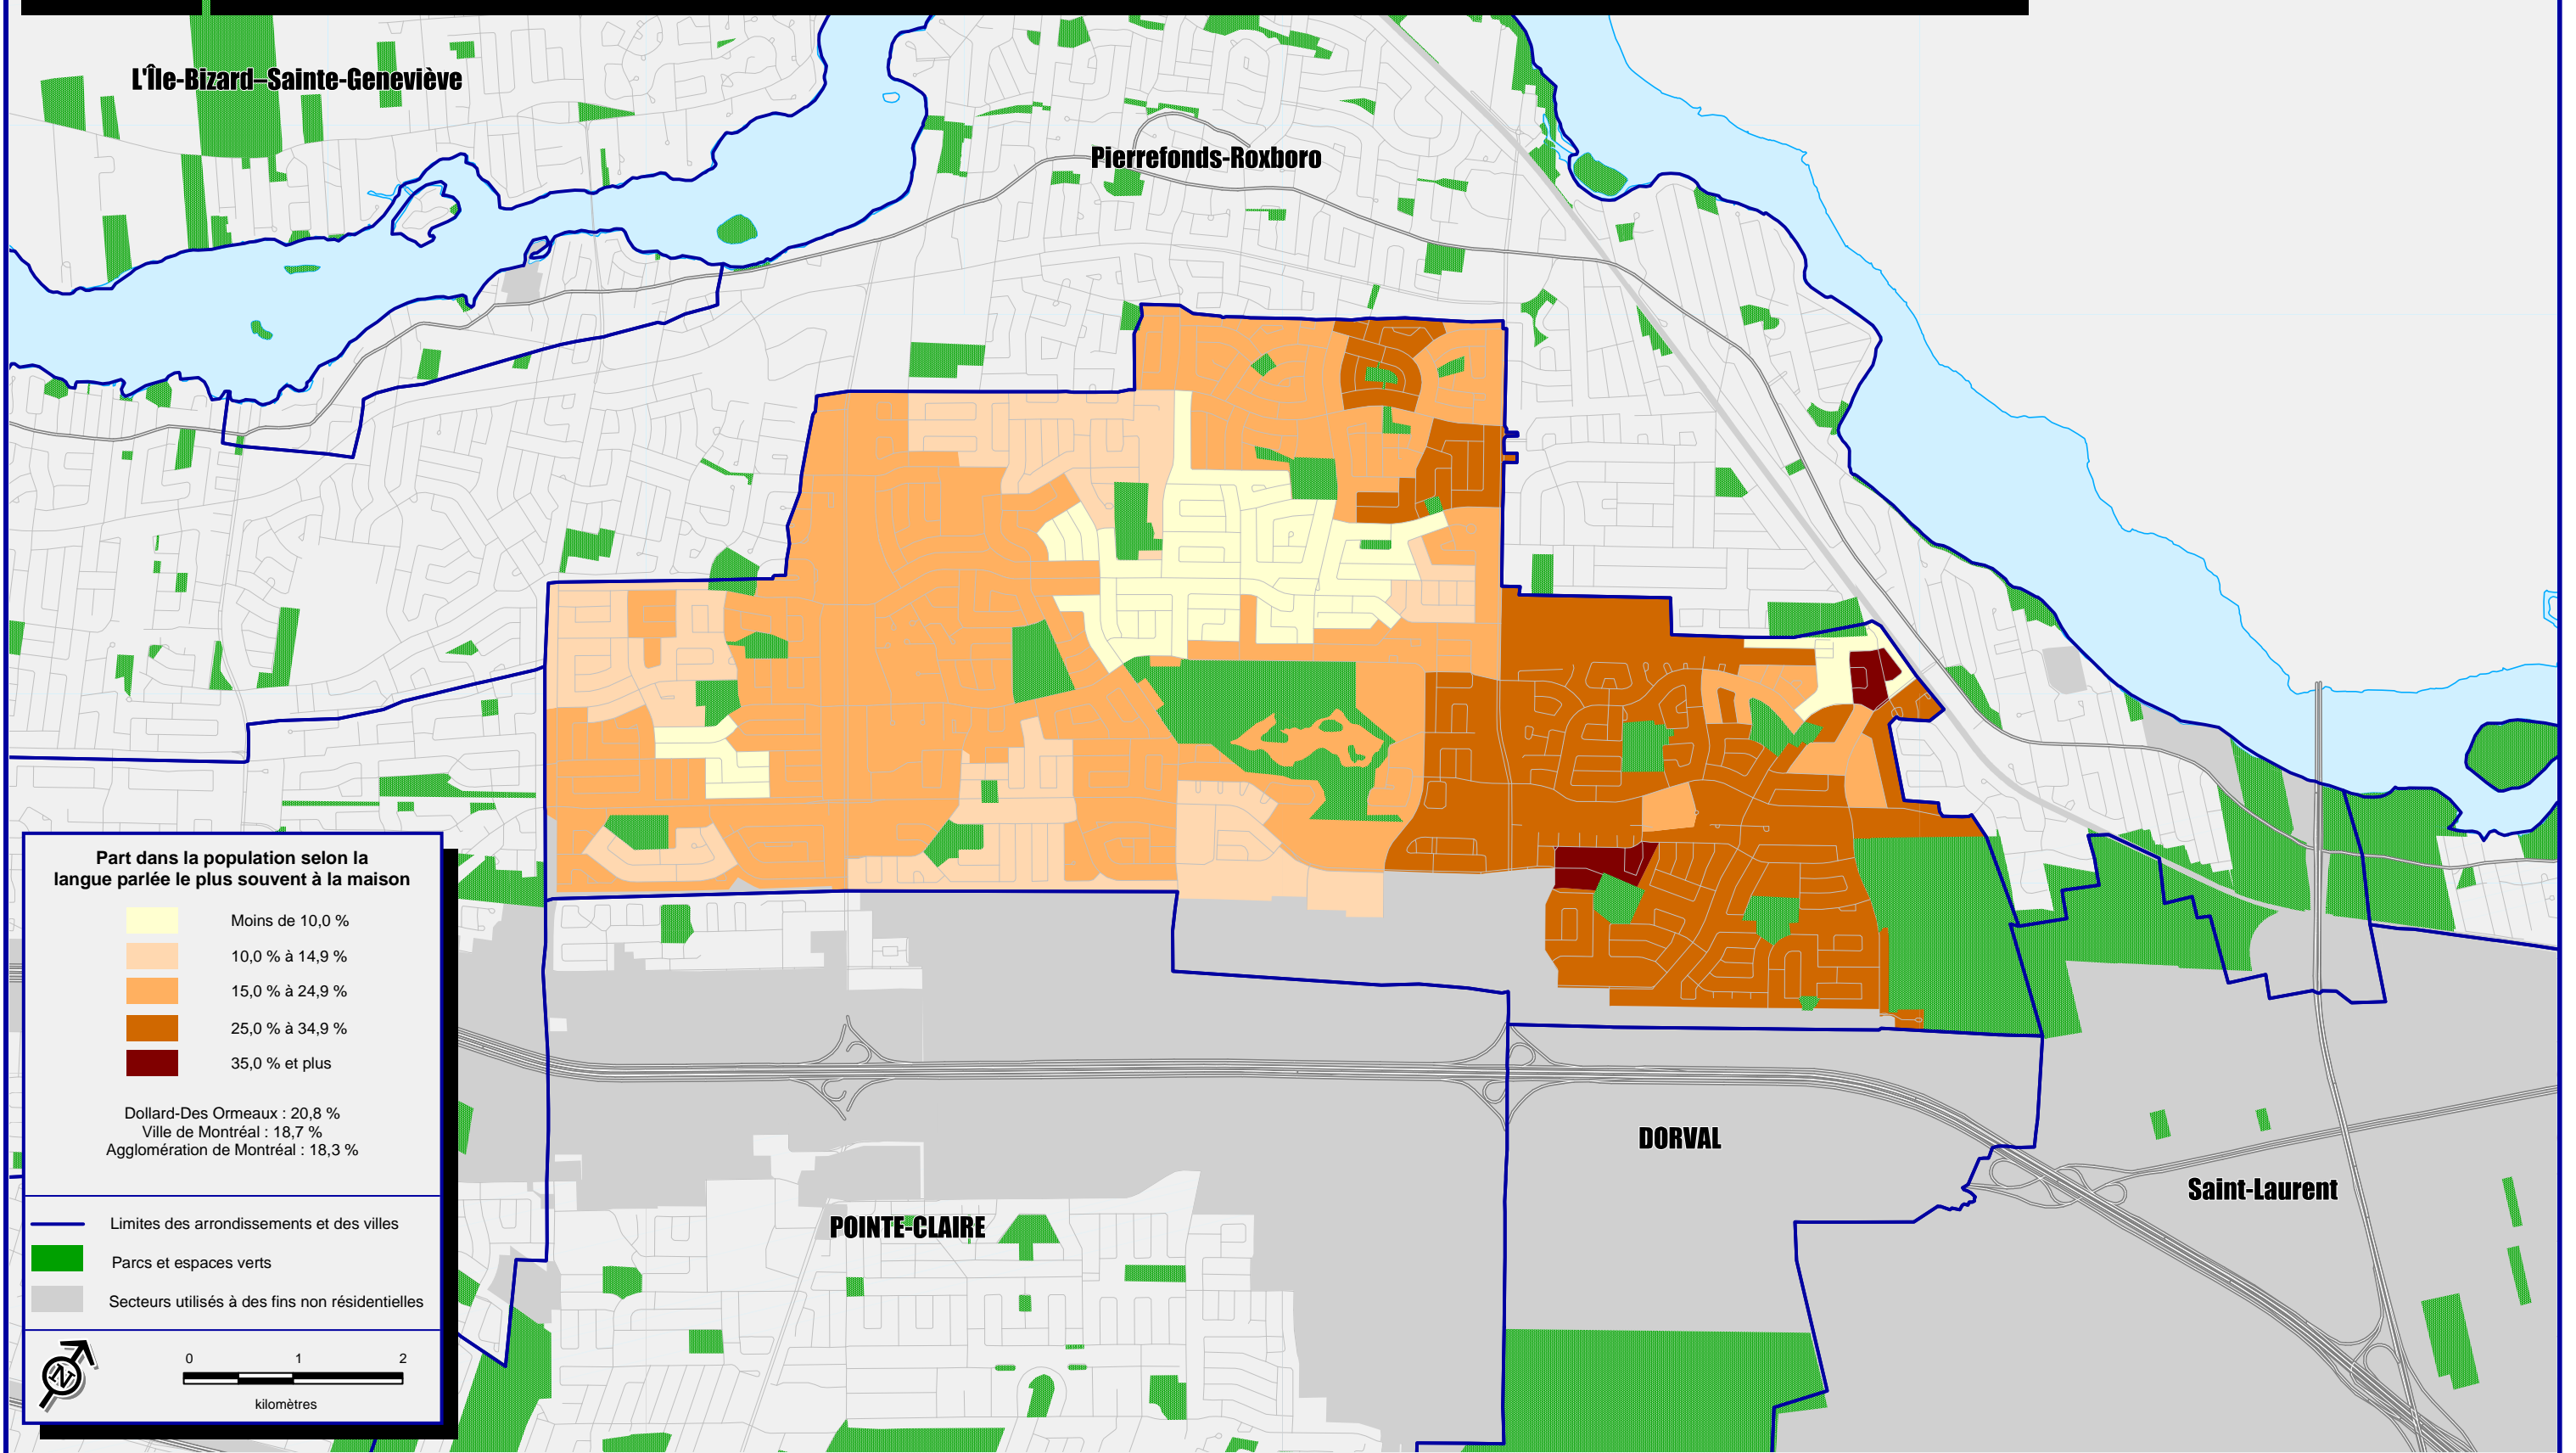 L'Île-Bizard–Sainte-Geneviève
Pierrefonds-Roxboro
Part dans la population selon la
langue parlée le plus souvent à la maison
Moins de 10,0 %
10,0 % à 14,9 %
15,0 % à 24,9 %
25,0 % à 34,9 %
35,0 % et plus
Dollard-Des Ormeaux : 20,8 %
Ville de Montréal : 18,7 %
Agglomération de Montréal : 18,3 %
Limites des arrondissements et des villes
Parcs et espaces verts
Secteurs utilisés à des fins non résidentielles
N
0 1 2
kilomètres
DORVAL
Saint-Laurent
POINTE-CLAIRE